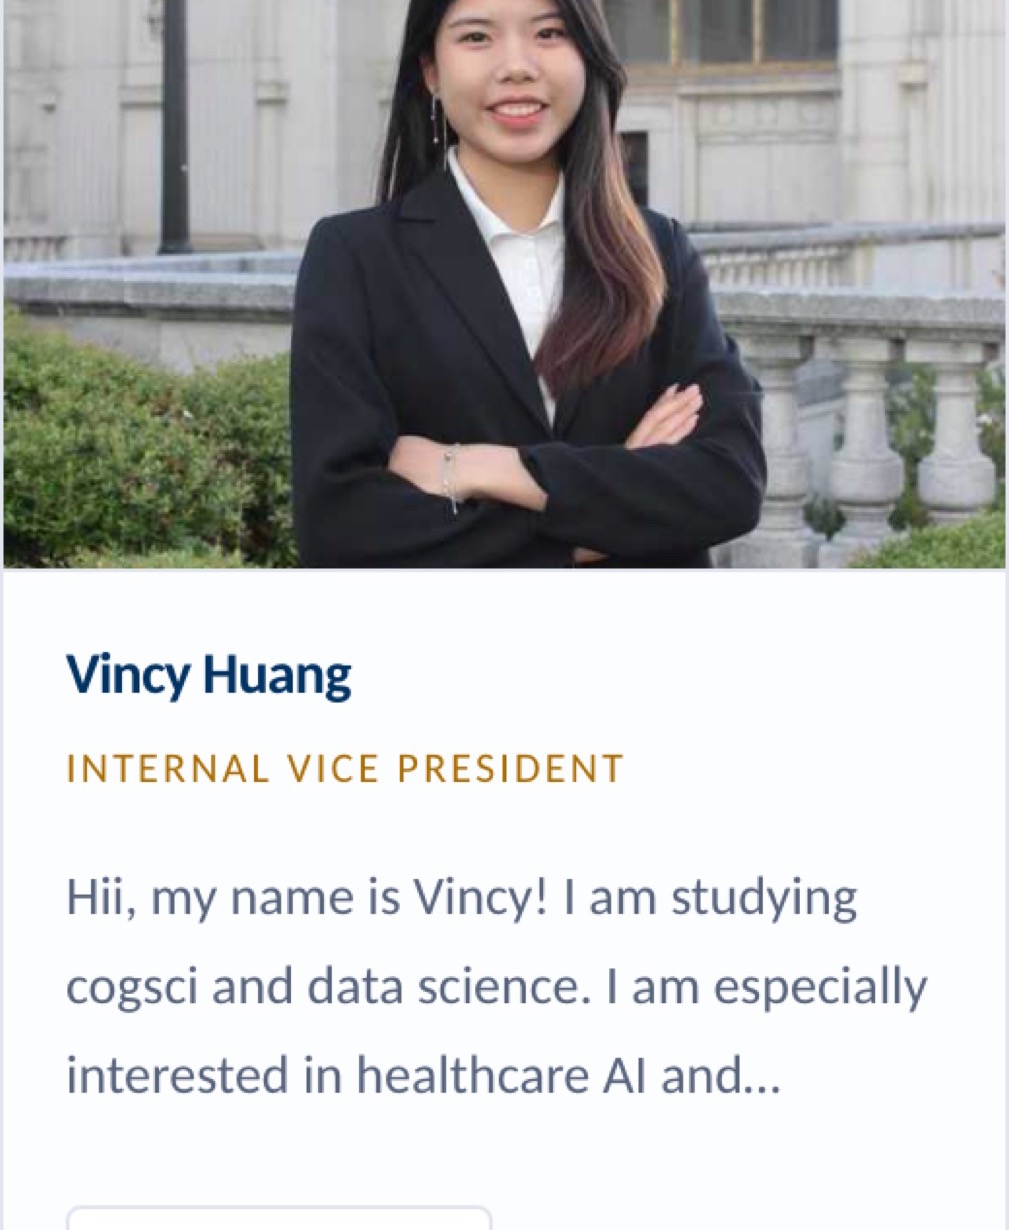 Vincy Huang
INTERNAL VICE PRESIDENT
Hii, my name is Vincy! I am studying
cogsci and data science. I am especially
interested in healthcare AI and...